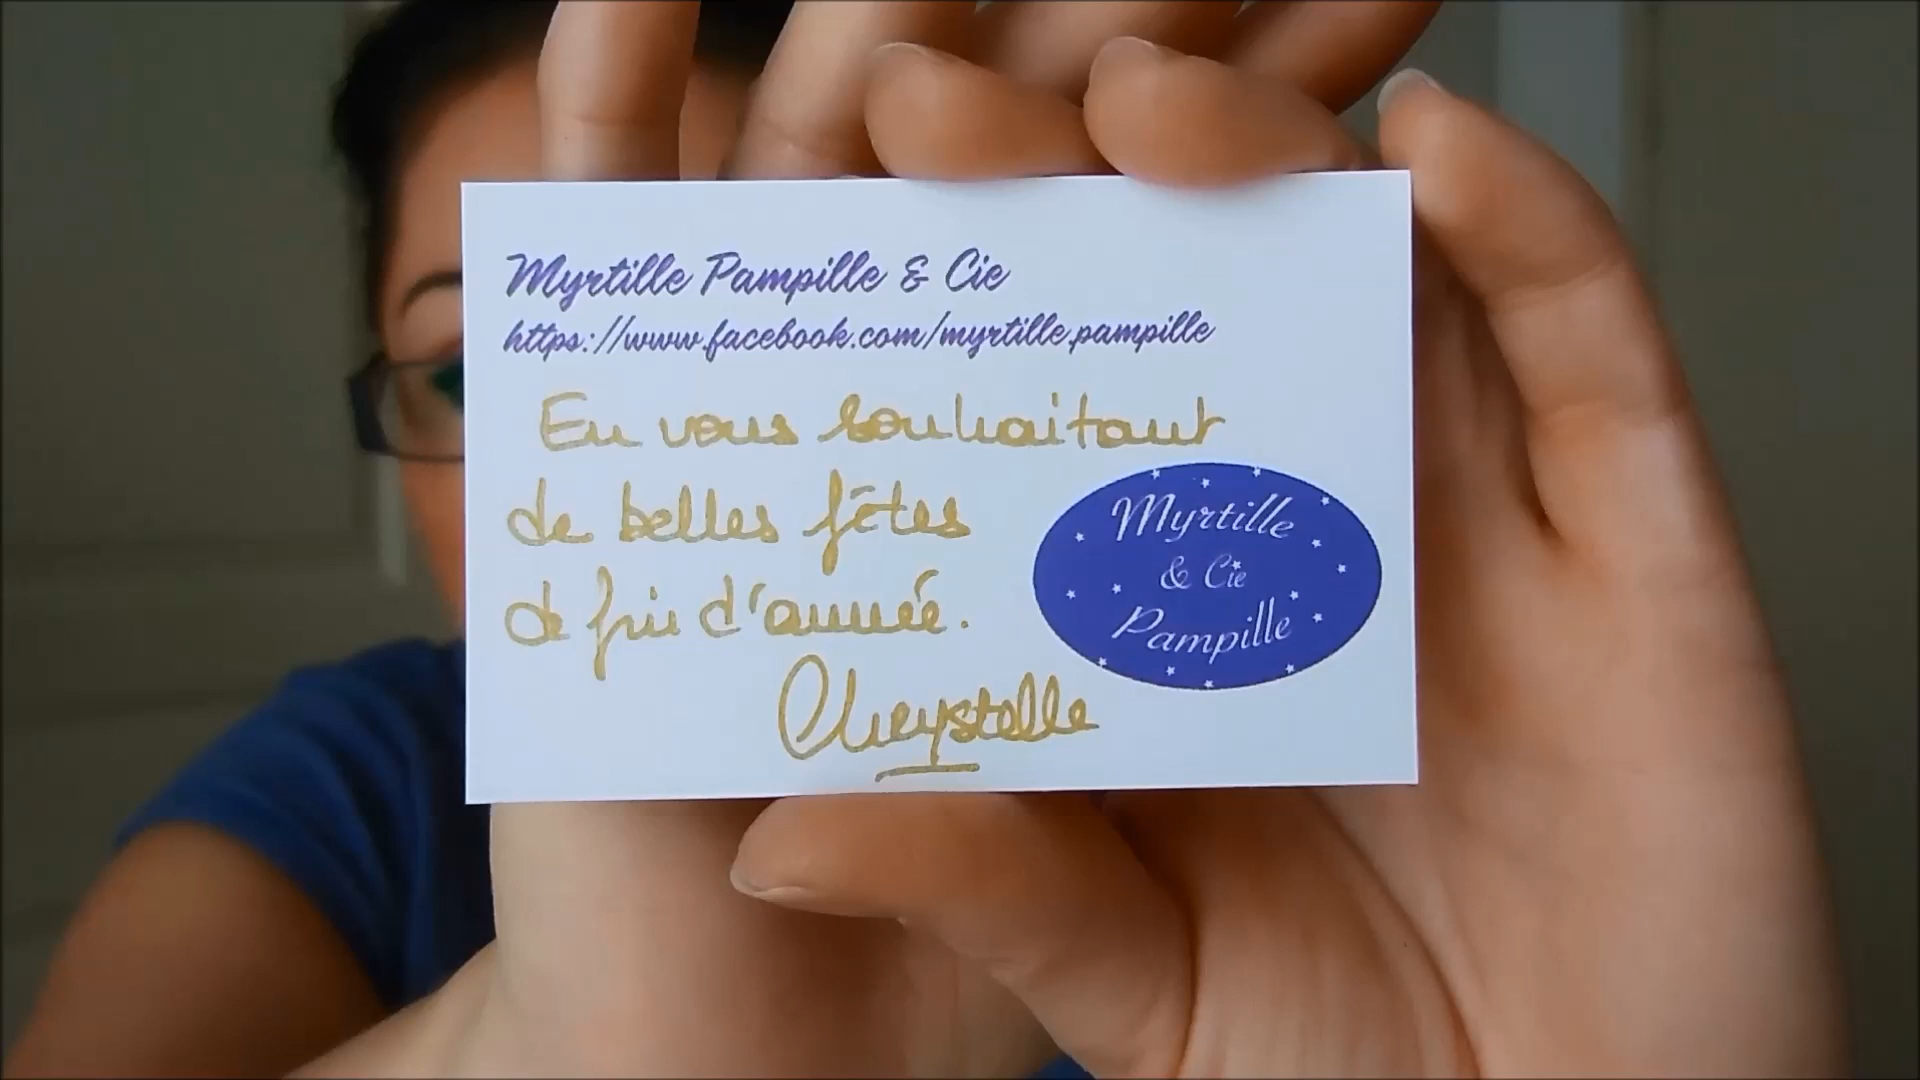 Myrtille Pampille & Cie
https://www.facebook.com/myrtille.pampille
En vous souhaitant
de belles fêtes
de fin d'année.
Chrystelle
Myrtille
& Cie
Pampille